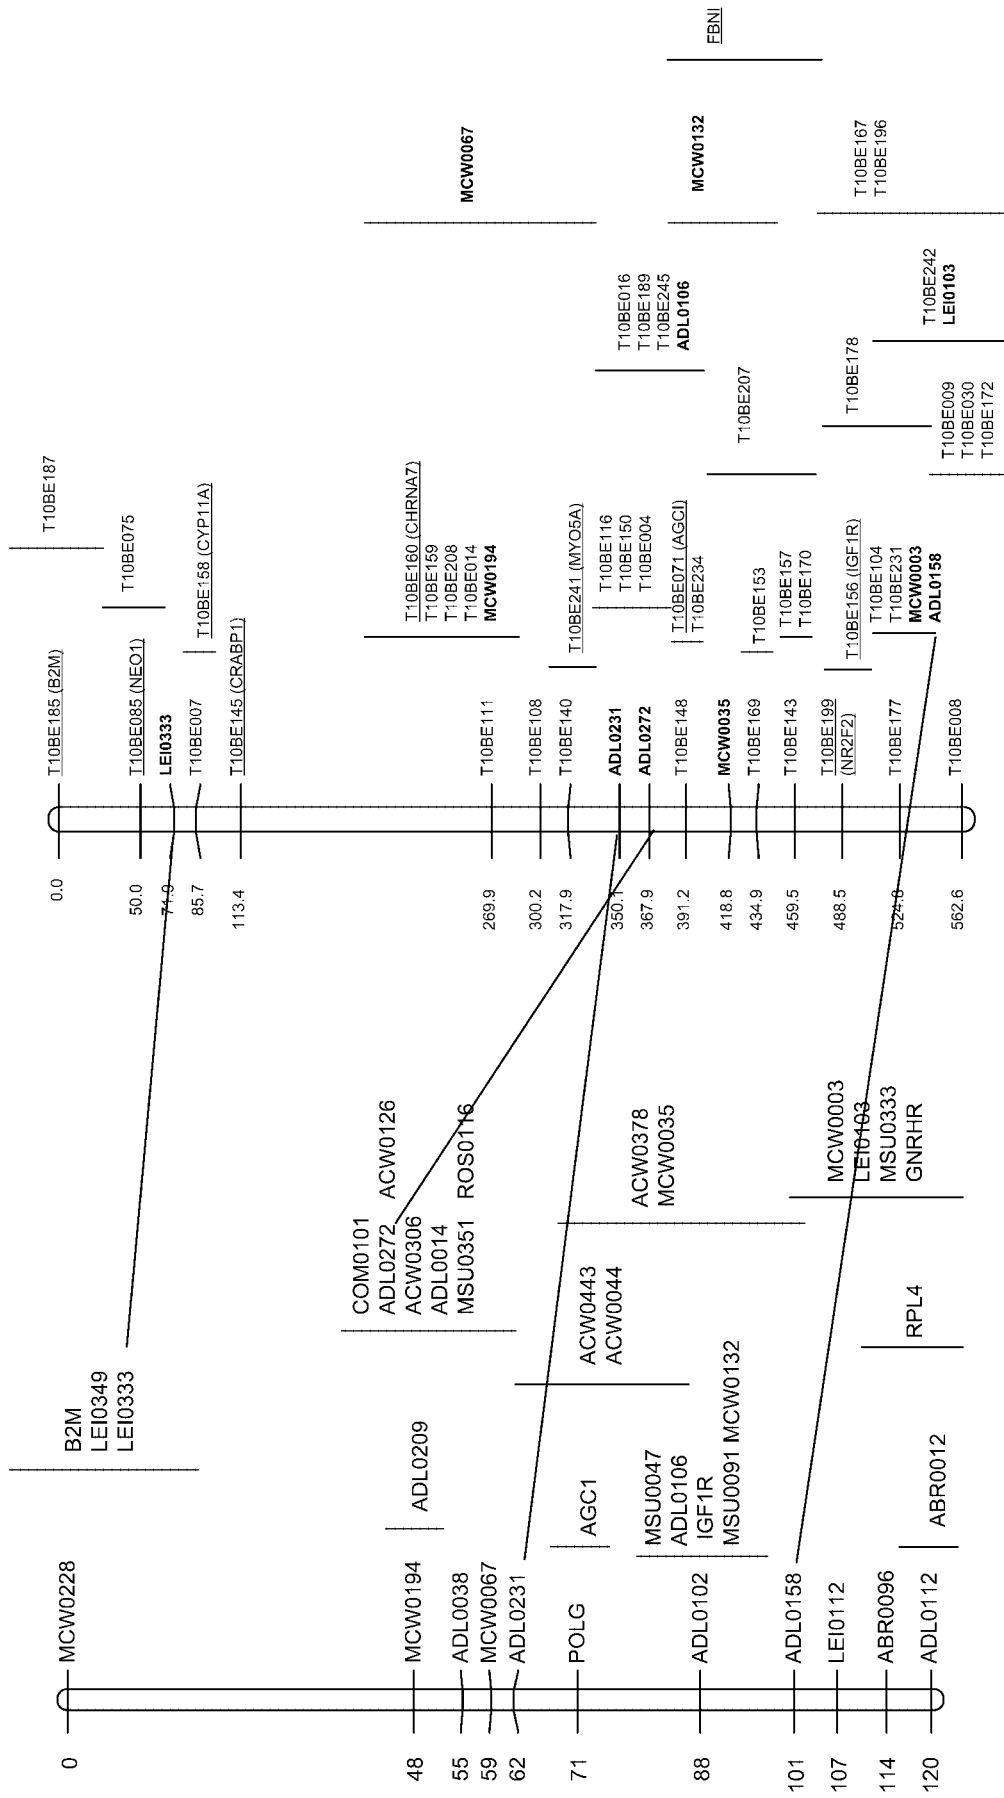 0 MCW0228
48 MCW0194
55 ADL0038
59 MCW0067
62 ADL0231
71 POLG
88 ADL0102
101 ADL0158
107 LEI0112
114 ABR0096
120 ADL0112
B2M
LEI0349
LEI0333
ADL0209
COM0101
ADL0272 ACW0126
ACW0306
ADL0014
MSU0351 ROS0116
AGC1
ACW0443
ACW0044
MSU0047
ADL0106
IGF1R
MSU0091 MCW0132
ACW0378
MCW0035
MCW0003
LEI0103
MSU0333
GNRHR
RPL4
ABR0012
0.0 T10BE185 (B2M)
50.0 T10BE085 (NEO1)
71.9 LEI0333
85.7 T10BE007
113.4 T10BE145 (CRABP1)
269.9 T10BE111
300.2 T10BE108
317.9 T10BE140
350.1 ADL0231
367.9 ADL0272
391.2 T10BE148
418.8 MCW0035
434.9 T10BE169
459.5 T10BE143
488.5 T10BE199
(NR2F2)
524.8 T10BE177
562.6 T10BE008
T10BE187
T10BE075
T10BE158 (CYP11A)
T10BE160 (CHRNA7)
T10BE159
T10BE208
T10BE014
MCW0194
T10BE241 (MYO5A)
T10BE116
T10BE150
T10BE004
T10BE071 (AGCI)
T10BE234
T10BE153
T10BE157
T10BE170
T10BE156 (IGF1R)
T10BE104
T10BE231
MCW0003
ADL0158
MCW0067
T10BE016
T10BE189
T10BE245
ADL0106
MCW0132
FBNI
T10BE207
T10BE178
T10BE009
T10BE030
T10BE172
T10BE242
LEI0103
T10BE167
T10BE196